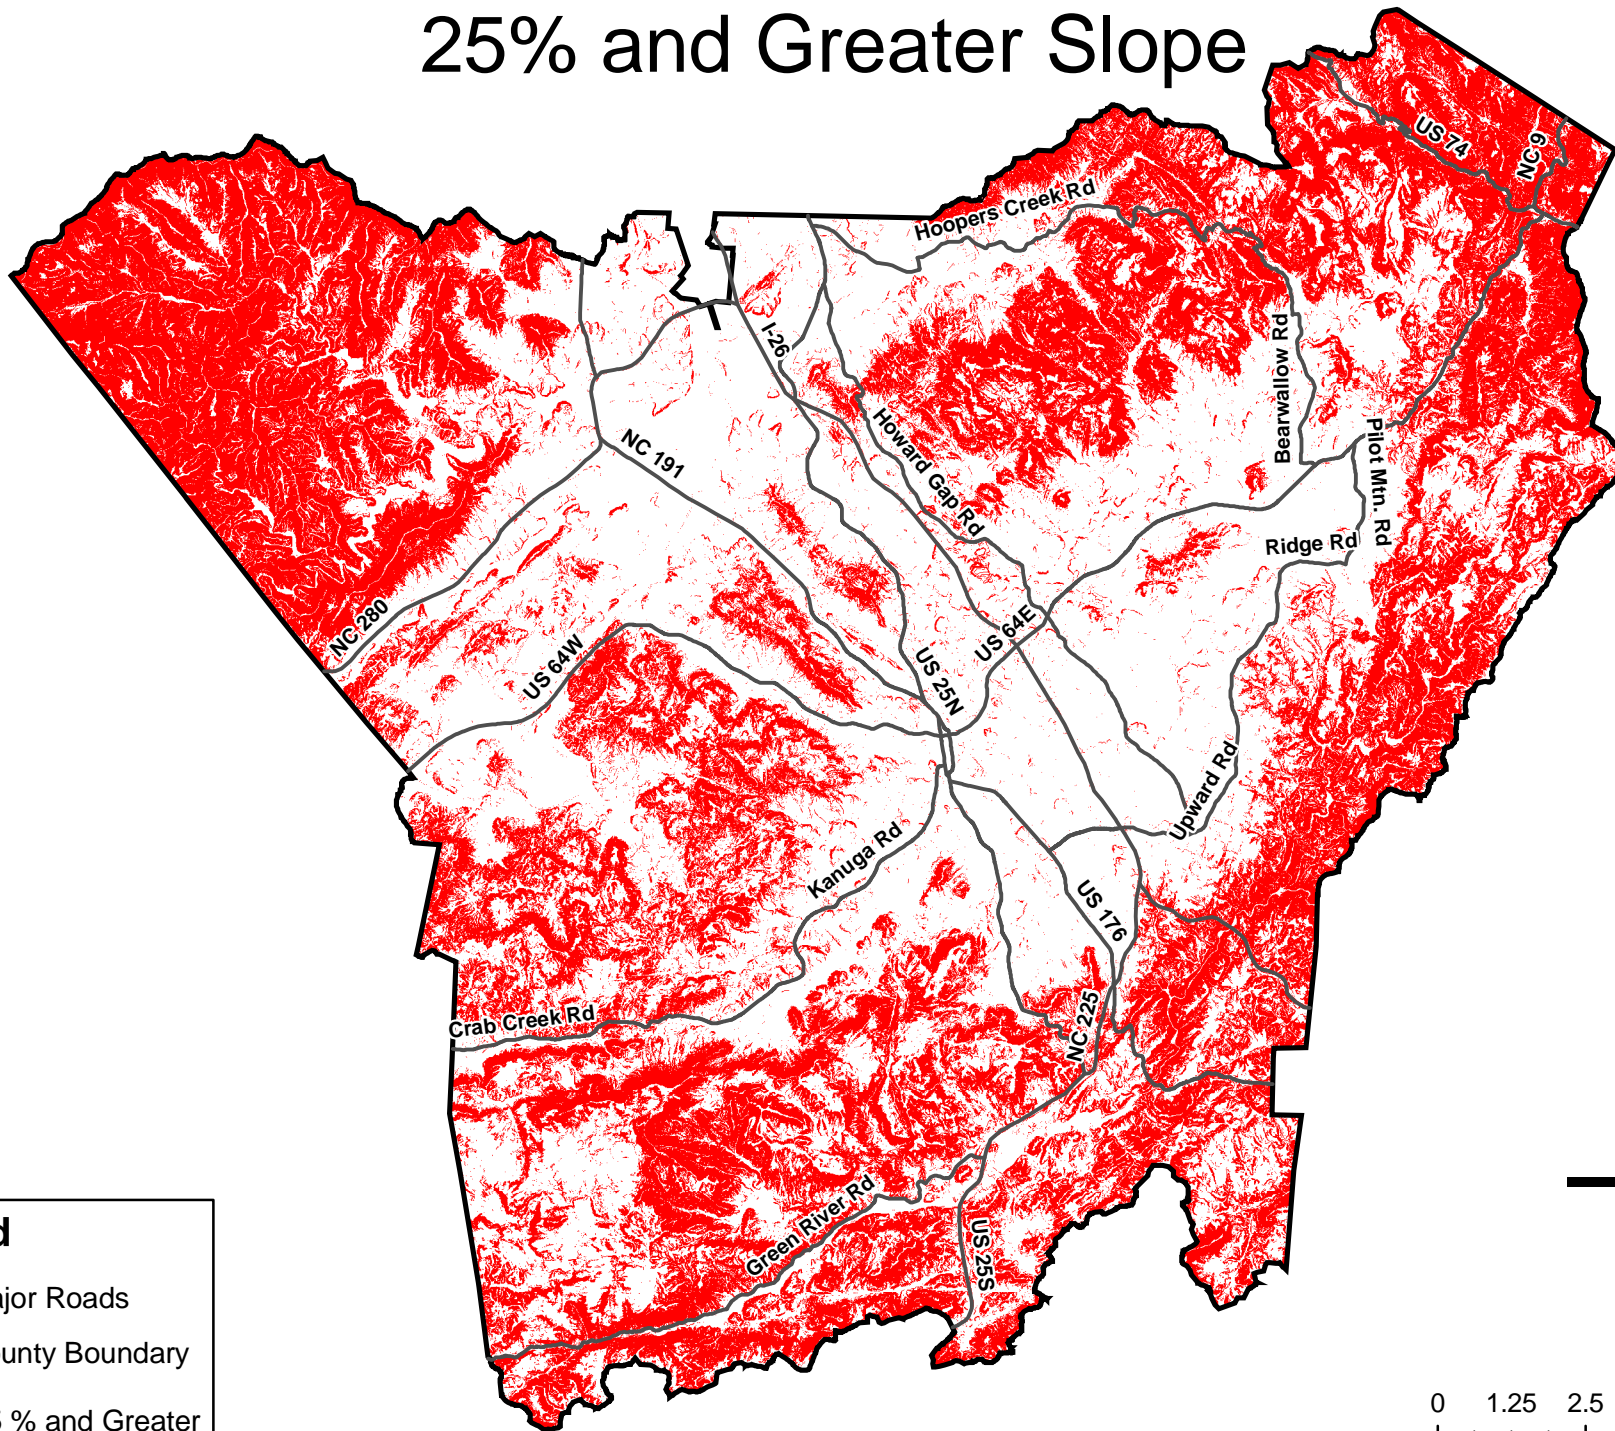 25% and Greater Slope
US 74
NC 9
Hoopers Creek Rd
I-26
Bearwallow Rd
Howard Gap Rd
NC 191
Pilot Mtn. Rd
Ridge Rd
NC 280
US 64W
US 64E
US 25N
Upward Rd
Kanuga Rd
US 176
Crab Creek Rd
NC 225
Green River Rd
US 25S
d
ajor Roads
ounty Boundary
5 % and Greater
0 1.25 2.5